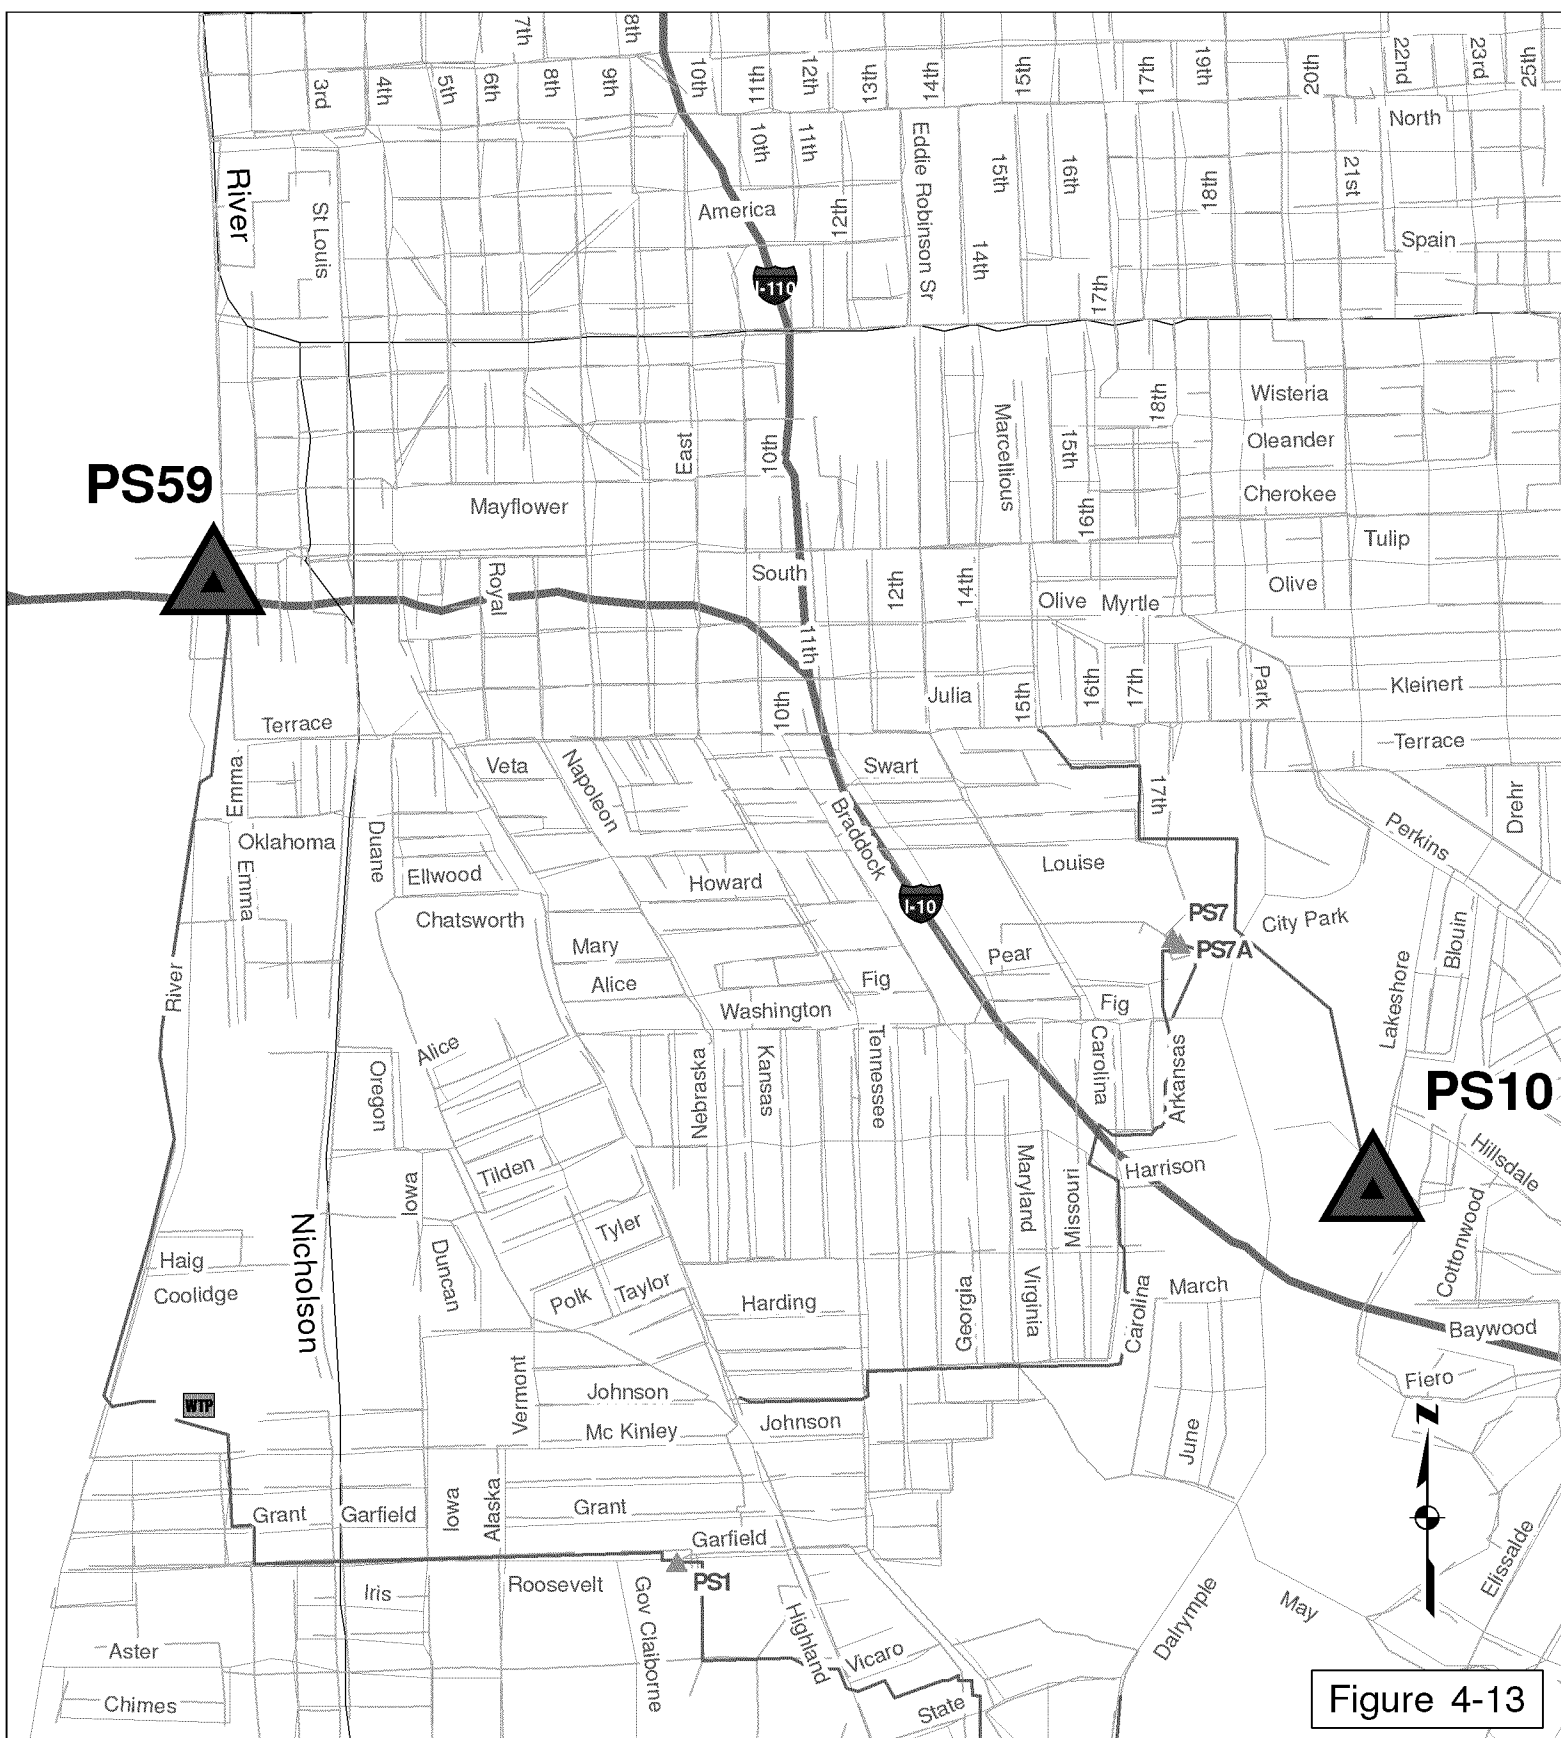 7th
8th
3rd
4th
5th
6th
8th
9th
10th
11th
12th
13th
14th
15th
17th
19th
20th
22nd
23rd
25th
North
10th
11th
Eddie Robinson Sr
15th
16th
18th
21st
River
St Louis
America
12th
14th
17th
Spain
I-110
Wisteria
18th
Oleander
East
10th
Marcellious
15th
PS59
Mayflower
Cherokee
16th
Tulip
Royal
South
12th
14th
Olive
Olive
Myrtle
11th
Julia
15th
16th
17th
Park
Kleinert
10th
Terrace
Terrace
Emma
Veta
Napoleon
Swart
17th
Drehr
Braddock
Perkins
Oklahoma
Duane
Emma
Ellwood
Howard
Louise
I-10
Chatsworth
PS7
City Park
Blouin
Mary
Pear
PS7A
River
Alice
Fig
Fig
Washington
Lakeshore
Alice
Oregon
Nebraska
Kansas
Tennessee
Carolina
Arkansas
PS10
Tilden
Iowa
Harrison
Hillsdale
Maryland
Missouri
Nicholson
Tyler
Cottonwood
Haig
Duncan
Coolidge
Polk
Taylor
Harding
Georgia
Virginia
Carolina
March
Baywood
Vermont
Johnson
Fiero
WTP
Mc Kinley
Johnson
June
N
Iowa
Alaska
Grant
Garfield
Grant
Garfield
Elissalde
Iris
Roosevelt
PS1
Gov Claiborne
Highland
Dalrymple
May
Aster
Vicaro
Chimes
State
Figure 4-13